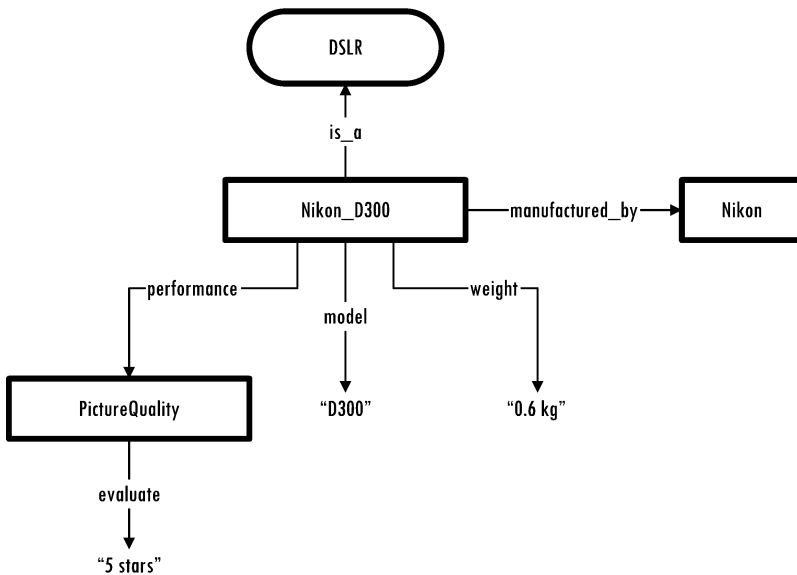 DSLR
is_a
Nikon_D300
manufactured_by
Nikon
performance
weight
model
PictureQuality
“D300”
“0.6 kg”
evaluate
“5 stars”